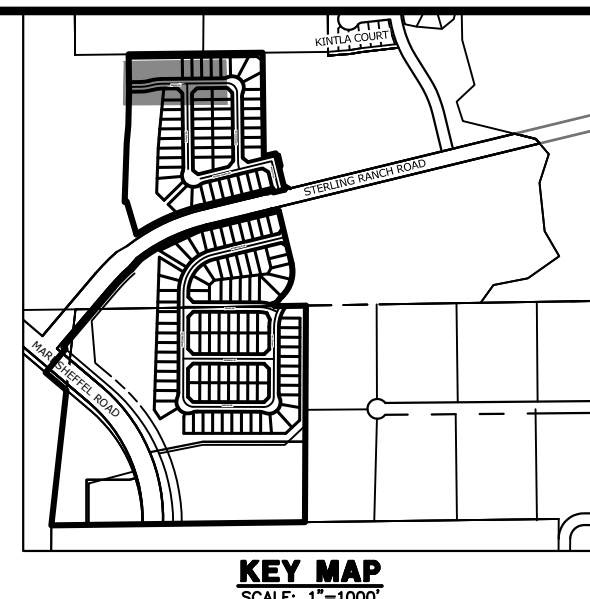 KINTLA COURT
STERLING RANCH ROAD
MARKSHEFFEL ROAD
KEY MAP
SCALE: 1"=1000'